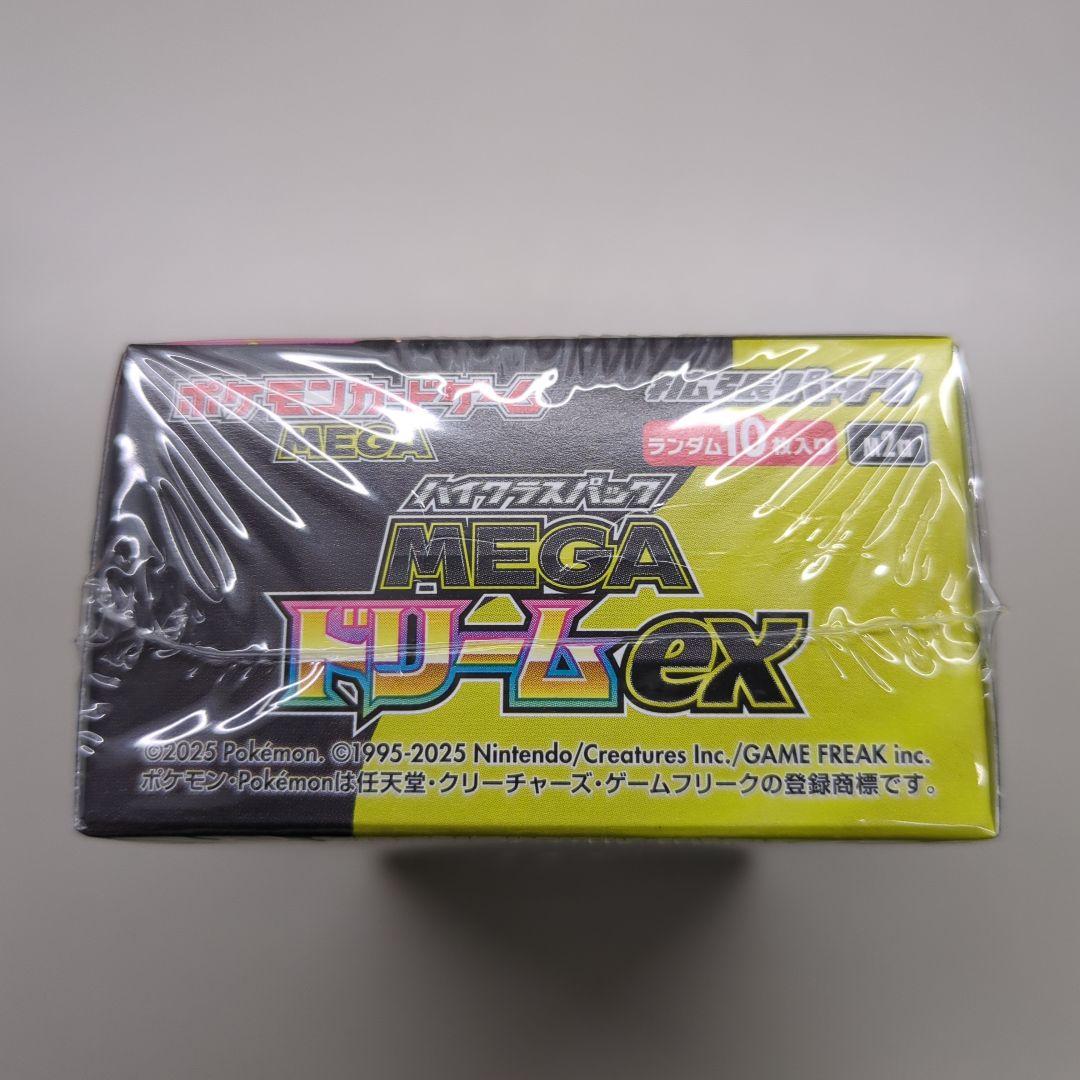 ポケモンカードゲーム
MEGA
拡張パック
ランダム10枚入り
M2a
ハイクラスパック
MEGA
ドリームex
©2025 Pokémon. ©1995-2025 Nintendo/Creatures Inc./GAME FREAK inc.
ポケモン・Pokémonは任天堂・クリーチャーズ・ゲームフリークの登録商標です。